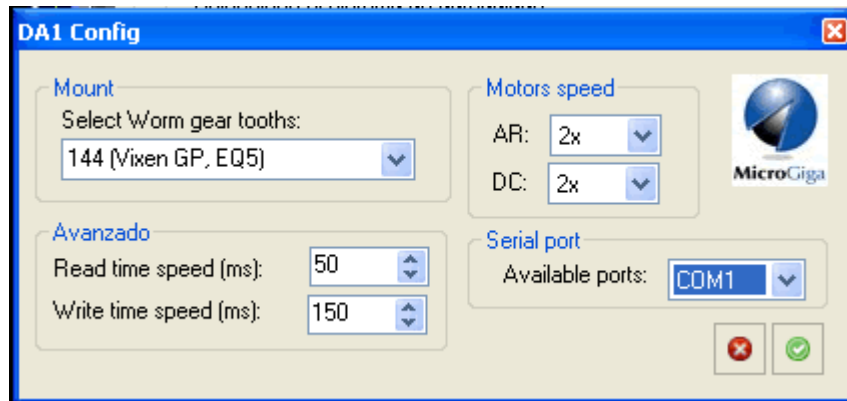 DA1 Config
Mount
Select Worm gear tooths:
144 (Vixen GP, EQ5)
Motors speed
AR: 2x
DC: 2x
MicroGiga
Avanzado
Read time speed (ms): 50
Write time speed (ms): 150
Serial port
Available ports: COM1